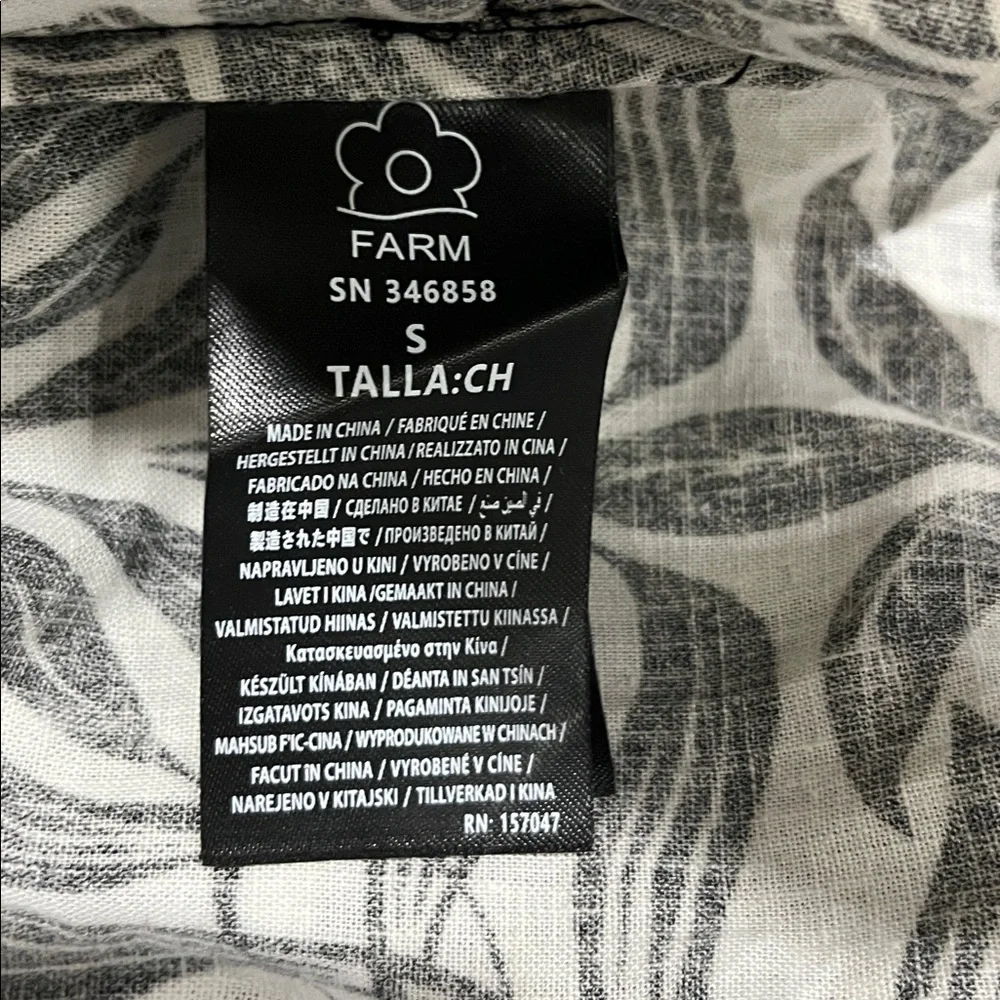 FARM
SN 346858
S
TALLA:CH
MADE IN CHINA / FABRIQUÉ EN CHINE /
HERGESTELLT IN CHINA / REALIZZATO IN CINA /
FABRICADO NA CHINA / HECHO EN CHINA /
制造在中国 / СДЕЛАНО В КИТАЕ / في الصين صنع /
製造された中国で / ПРОИЗВЕДЕНО В КИТАЙ /
NAPRAVLJENO U KINI / VYROBENO V CÍNE /
LAVET I KINA /GEMAAKT IN CHINA /
VALMISTATUD HIINAS / VALMISTETTU KIINASSA /
Κατασκευασμένο στην Κίνα /
KÉSZÜLT KÍNÁBAN / DÉANTA IN SAN TSÍN /
IZGATAVOTS KINA / PAGAMINTA KINIJOJE /
MAHSUB F'IC-CINA / WYPRODUKOWANE W CHINACH /
FACUT IN CHINA / VYROBENÉ V CÍNE /
NAREJENO V KITAJSKI / TILLVERKAD I KINA
RN: 157047